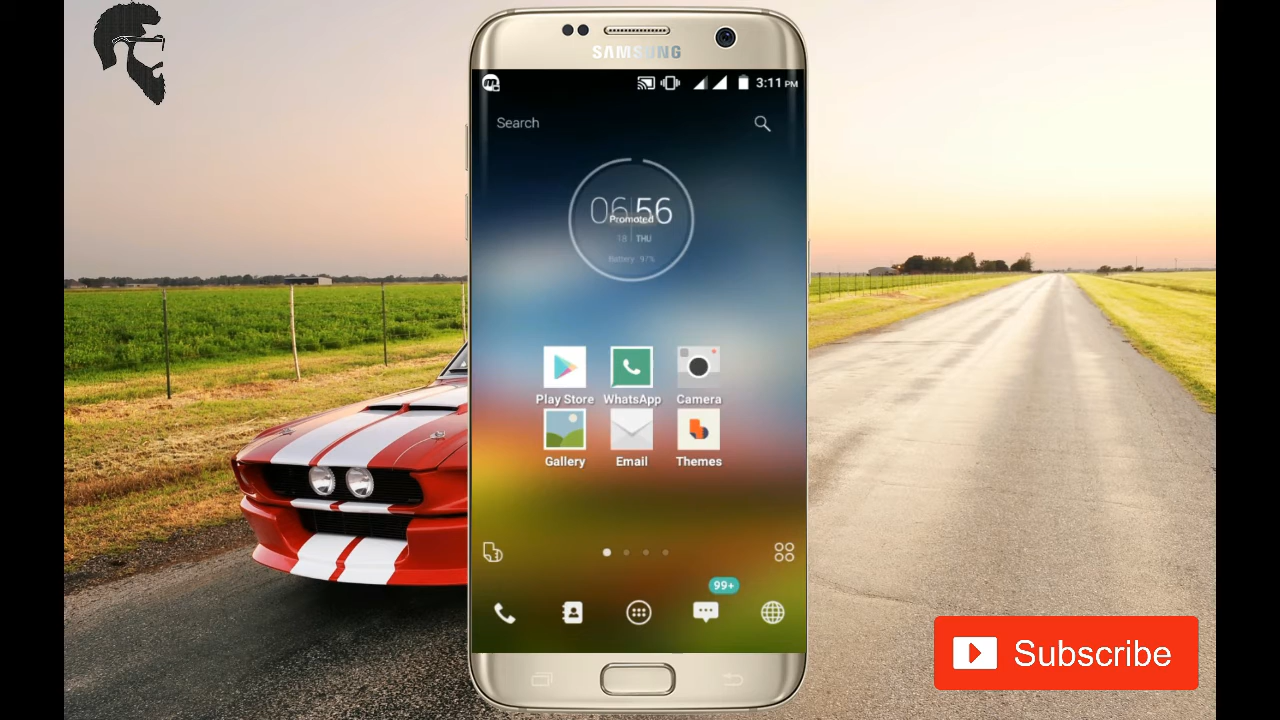 SAMSUNG
3:11 PM
Search
06 56
Promoted
18 THU
Battery 97%
Play Store WhatsApp Camera
Gallery Email Themes
99+
Subscribe